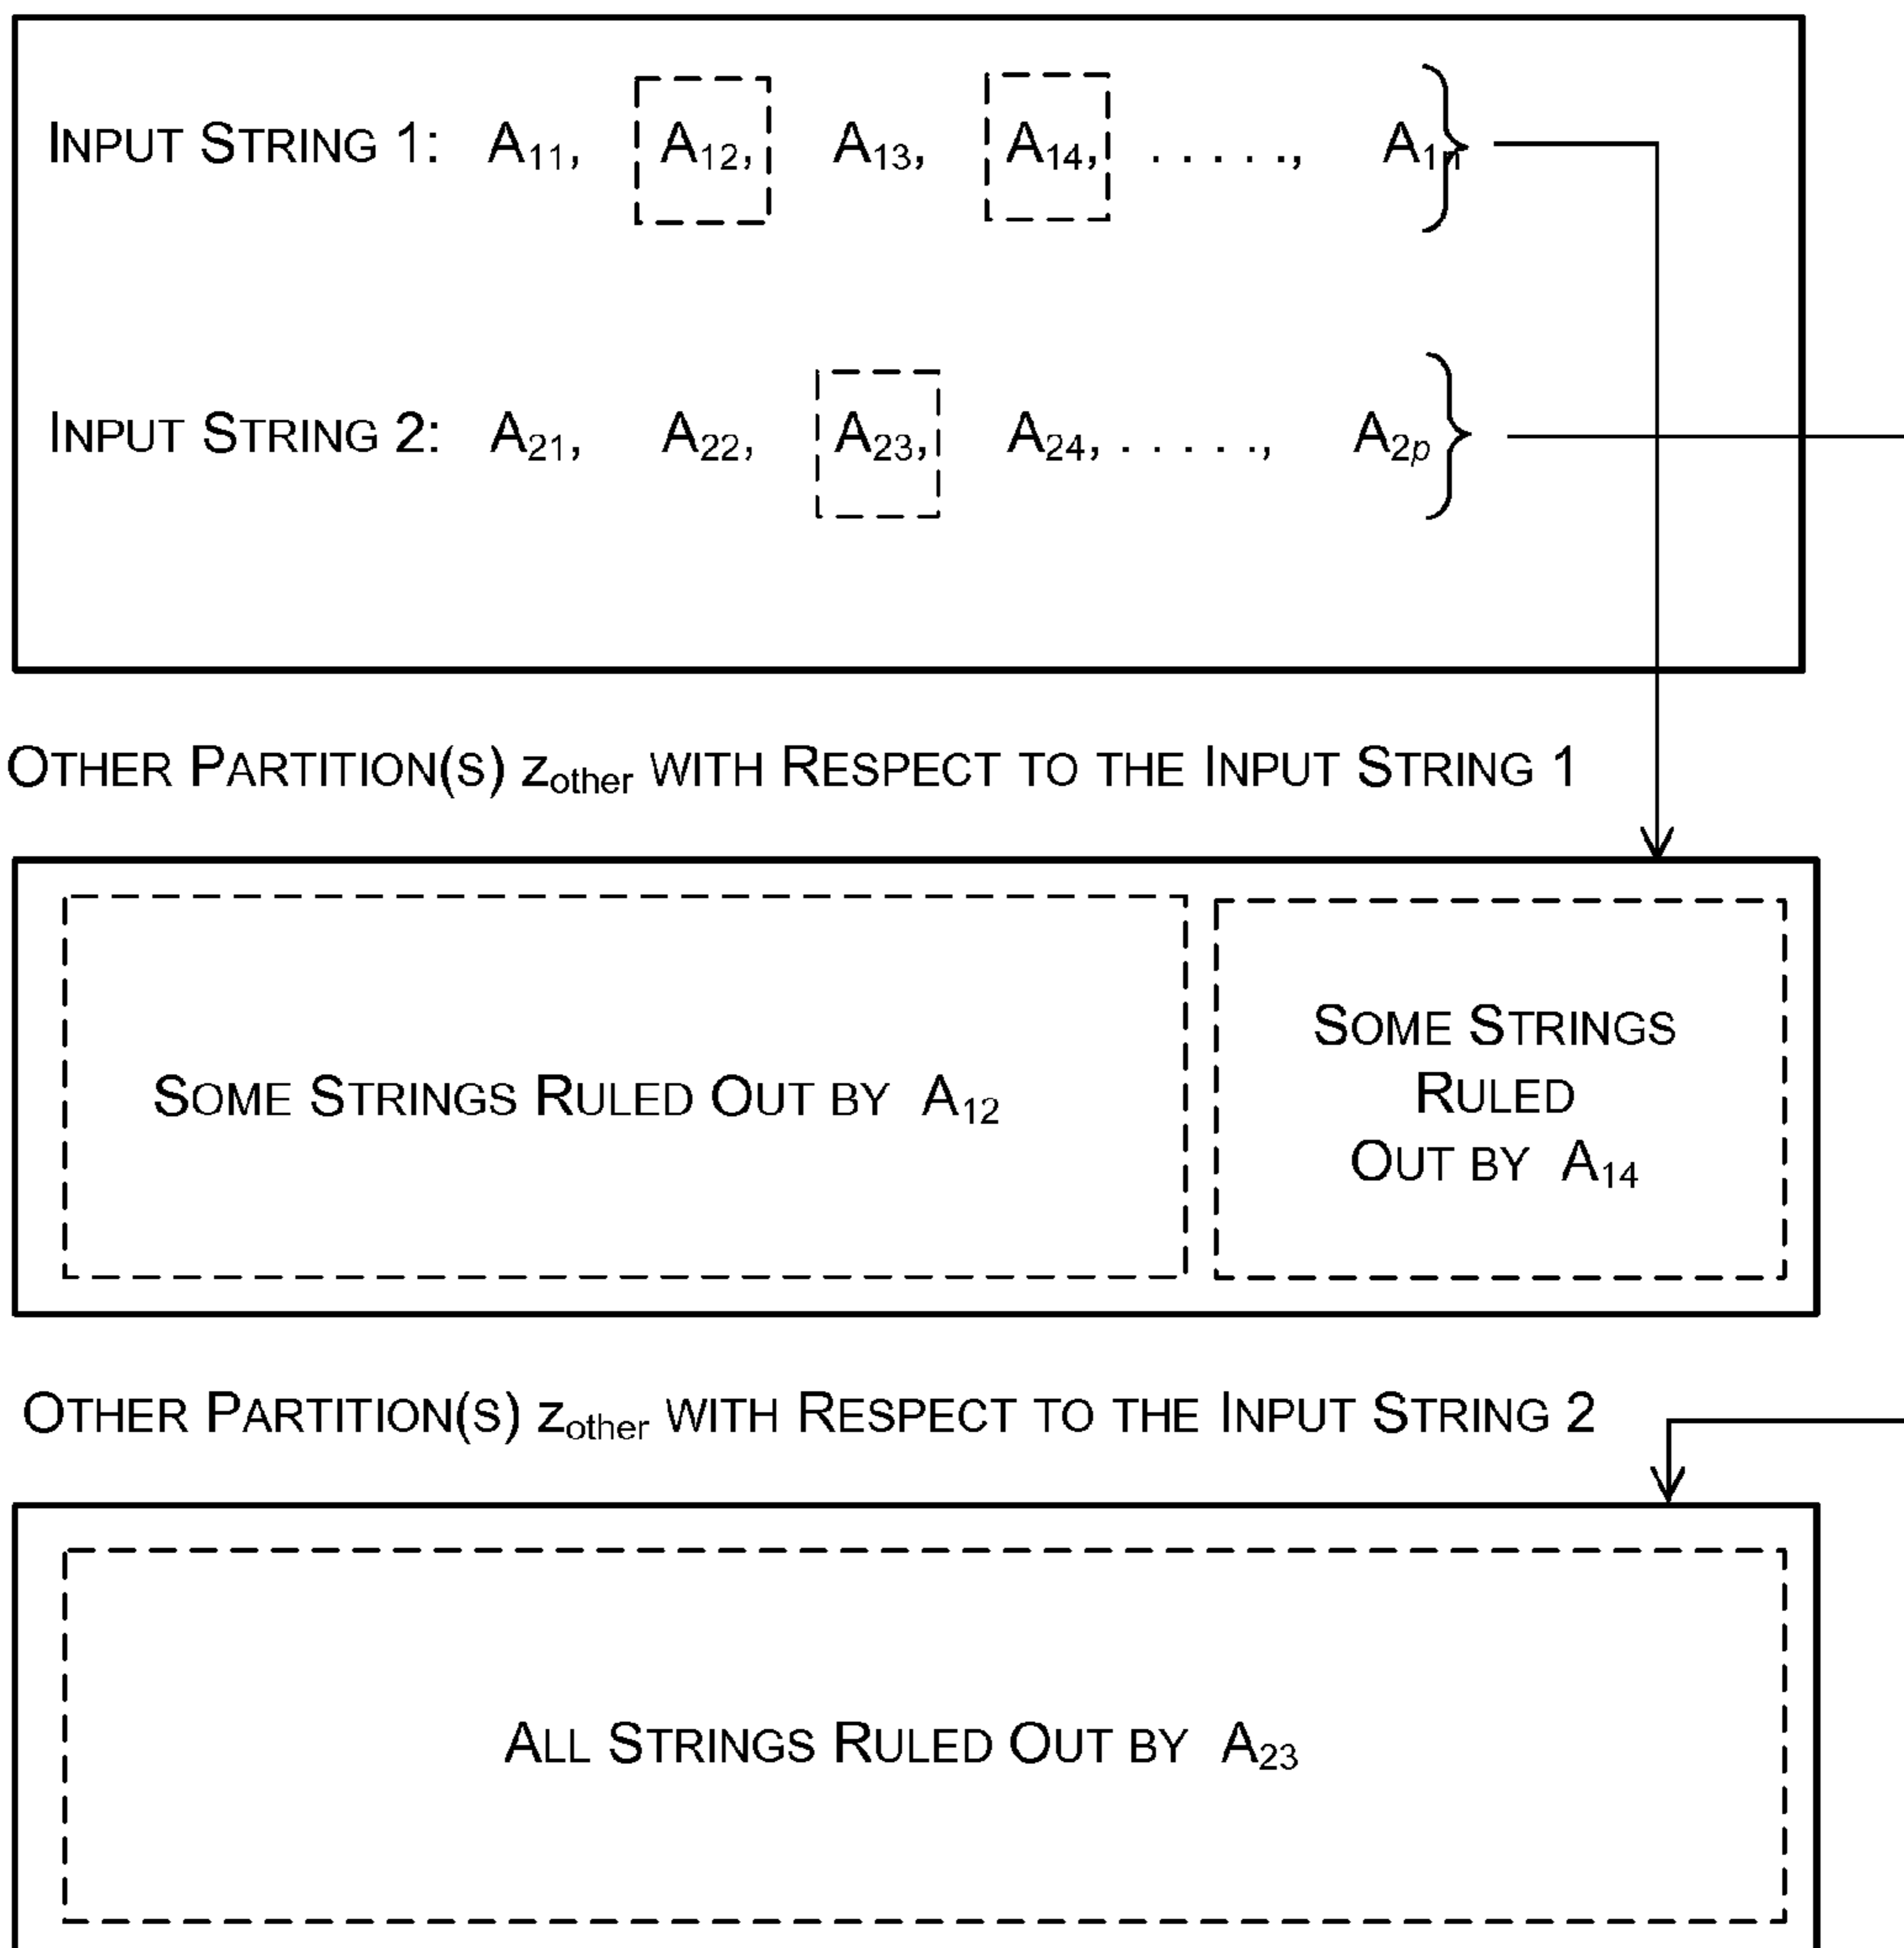 INPUT STRING 1: A11, A12, A13, A14, . . . . ., A1n
INPUT STRING 2: A21, A22, A23, A24, . . . . ., A2p
OTHER PARTITION(S) zother WITH RESPECT TO THE INPUT STRING 1
SOME STRINGS RULED OUT BY A12
SOME STRINGS
RULED
OUT BY A14
OTHER PARTITION(S) zother WITH RESPECT TO THE INPUT STRING 2
ALL STRINGS RULED OUT BY A23